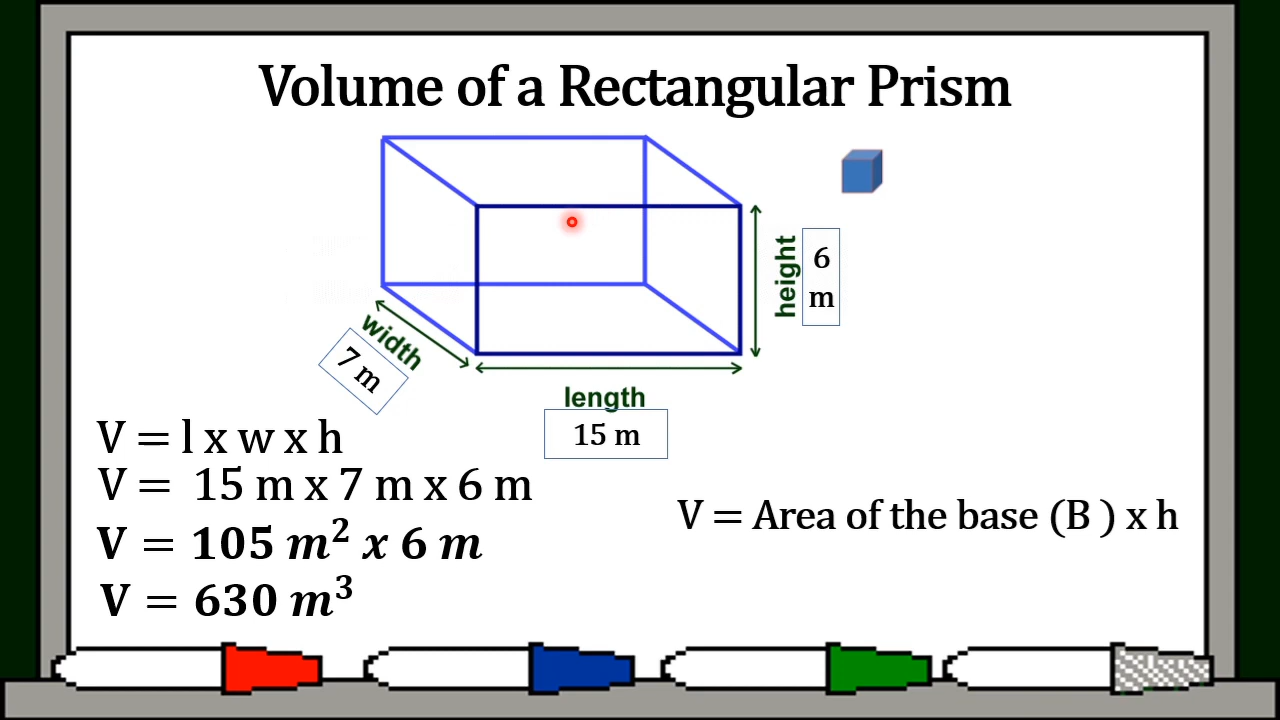 Volume of a Rectangular Prism
height
6
m
width
7 m
length
15 m
V = l x w x h
V = 15 m x 7 m x 6 m
V = 105 m² x 6 m
V = 630 m³
V = Area of the base (B ) x h